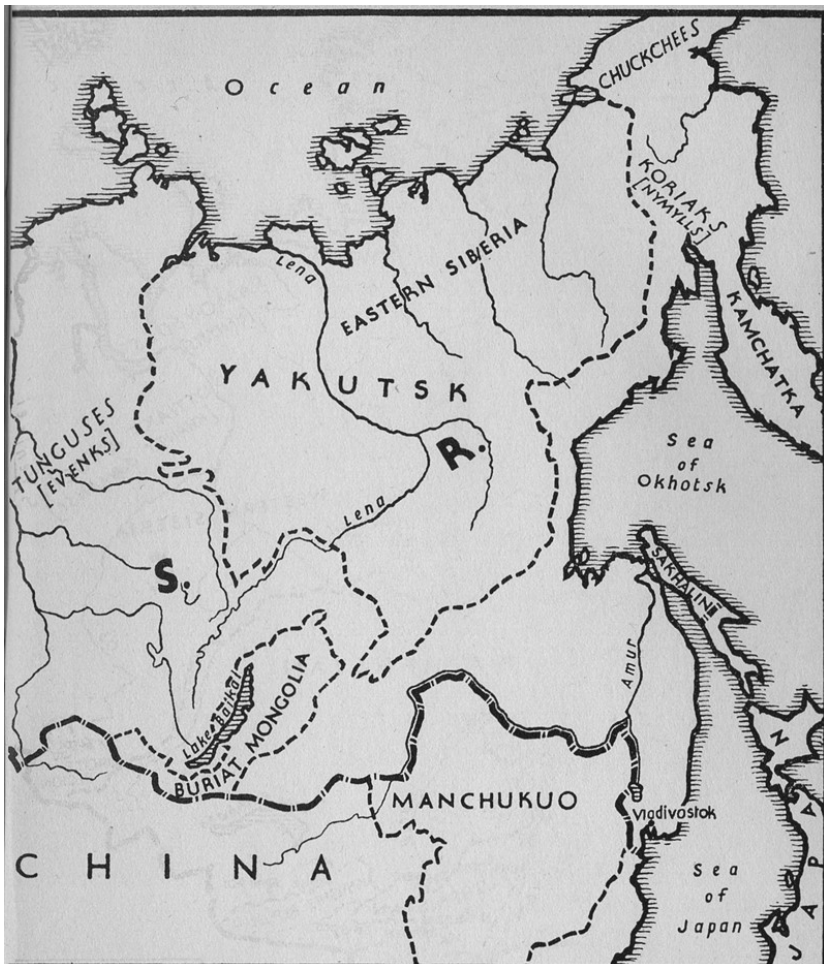 Ocean
CHUCKCHEES
KORIAKS
[NYMYLLS]
Lena
EASTERN SIBERIA
KAMCHATKA
YAKUTSK
TUNGUSES
[EVENKS]
R.
Sea
of
Okhotsk
Lena
S.
SAKHALINE
Amur
Lake Baikal
BURIAT MONGOLIA
MANCHUKUO
Vladivostok
CHINA
Sea
of
Japan
JAPAN